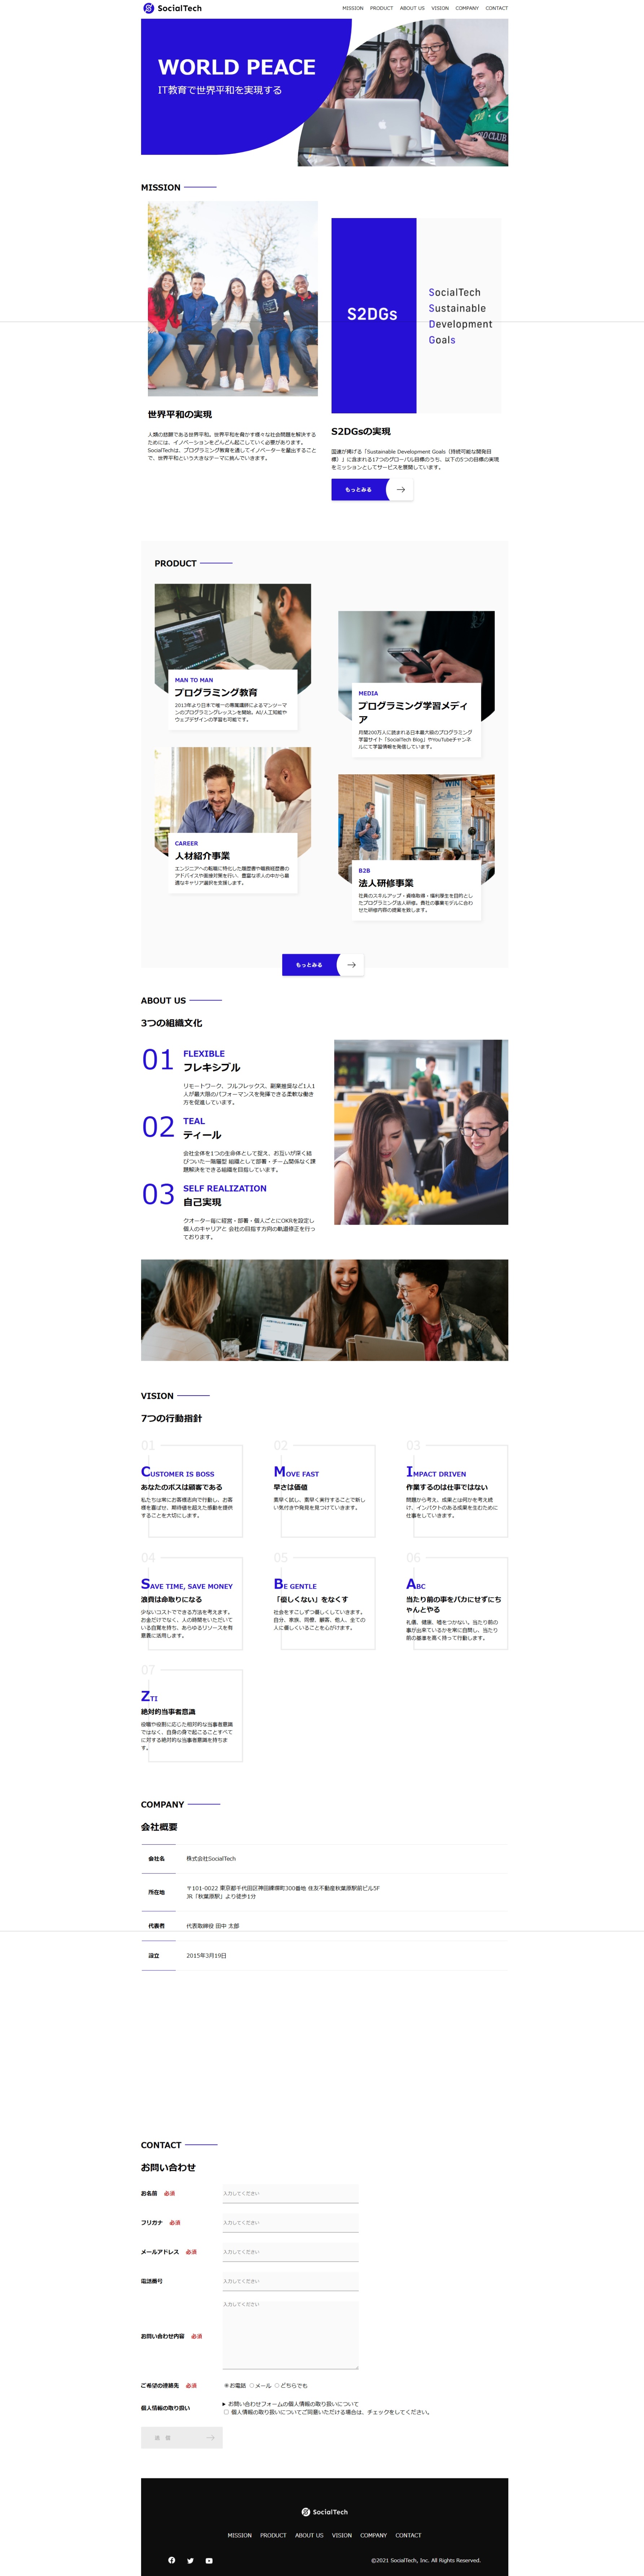 SocialTech
MISSION PRODUCT ABOUT US VISION COMPANY CONTACT
WORLD PEACE
IT教育で世界平和を実現する
MISSION
世界平和の実現
人類の悲願である世界平和。世界平和を脅かす様々な社会問題を解決する
ためには、イノベーションをどんどん起こしていく必要があります。
SocialTechは、プログラミング教育を通してイノベーターを輩出すること
で、世界平和という大きなテーマに挑んでいきます。
S2DGs
SocialTech
Sustainable
Development
Goals
S2DGsの実現
国連が掲げる「Sustainable Development Goals（持続可能な開発目
標）」に含まれる17つのグローバル目標のうち、以下の5つの目標の実現
をミッションとしてサービスを展開しています。
もっとみる
PRODUCT
MAN TO MAN
プログラミング教育
2013年より日本で唯一の専属講師によるマンツーマ
ンのプログラミングレッスンを開始。AI/人工知能や
ウェブデザインの学習も可能です。
MEDIA
プログラミング学習メディ
ア
月間200万人に読まれる日本最大級のプログラミング
学習サイト「SocialTech Blog」やYouTubeチャンネ
ルにて学習情報を発信しています。
CAREER
人材紹介事業
エンジニアへの転職に特化した履歴書や職務経歴書の
アドバイスや面接対策を行い、豊富な求人の中から最
適なキャリア選択を支援します。
B2B
法人研修事業
社員のスキルアップ・資格取得・福利厚生を目的とし
たプログラミング法人研修。貴社の事業モデルに合わ
せた研修内容の提案を致します。
もっとみる
ABOUT US
3つの組織文化
01
FLEXIBLE
フレキシブル
リモートワーク、フルフレックス、副業推奨など1人1
人が最大限のパフォーマンスを発揮できる柔軟な働き
方を促進しています。
02
TEAL
ティール
会社全体を1つの生命体として捉え、お互いが深く結
びついた一階層型 組織として部署・チーム関係なく課
題解決をできる組織を目指しています。
03
SELF REALIZATION
自己実現
クオーター毎に経営・部署・個人ごとにOKRを設定し
個人のキャリアと 会社の目指す方向の軌道修正を行っ
ております。
VISION
7つの行動指針
01
CUSTOMER IS BOSS
あなたのボスは顧客である
私たちは常にお客様志向で行動し、お客
様を喜ばせ、期待値を超えた感動を提供
することを大切にします。
02
MOVE FAST
早さは価値
素早く試し、素早く実行することで新し
い気付きや発見を見つけていきます。
03
IMPACT DRIVEN
作業するのは仕事ではない
問題から考え、成果とは何かを考え続
け、インパクトのある成果を生むために
仕事をしていきます。
04
SAVE TIME, SAVE MONEY
浪費は命取りになる
少ないコストでできる方法を考えます。
お金だけでなく、人の時間をいただいて
いる自覚を持ち、あらゆるリソースを有
意義に活用します。
05
BE GENTLE
「優しくない」をなくす
社会をすこしずつ優しくしていきます。
自分、家族、同僚、顧客、他人、全ての
人に優しくいることを心がけます。
06
ABC
当たり前の事をバカにせずにち
ゃんとやる
礼儀、健康、嘘をつかない。当たり前の
事が出来ているかを常に自問し、当たり
前の基準を高く持って行動します。
07
ZTI
絶対的当事者意識
役職や役割に応じた相対的な当事者意識
ではなく、自身の身で起こることすべて
に対する絶対的な当事者意識を持ちま
す。
COMPANY
会社概要
会社名 株式会社SocialTech
所在地 〒101-0022 東京都千代田区神田練塀町300番地 住友不動産秋葉原駅前ビル5F
JR「秋葉原駅」より徒歩1分
代表者 代表取締役 田中 太郎
設立 2015年3月19日
CONTACT
お問い合わせ
お名前 必須 入力してください
フリガナ 必須 入力してください
メールアドレス 必須 入力してください
電話番号 入力してください
お問い合わせ内容 必須 入力してください
ご希望の連絡先 必須 お電話 メール どちらでも
個人情報の取り扱い
お問い合わせフォームの個人情報の取り扱いについて
個人情報の取り扱いについてご同意いただける場合は、チェックをしてください。
送 信
SocialTech
MISSION PRODUCT ABOUT US VISION COMPANY CONTACT
©2021 SocialTech, Inc. All Rights Reserved.